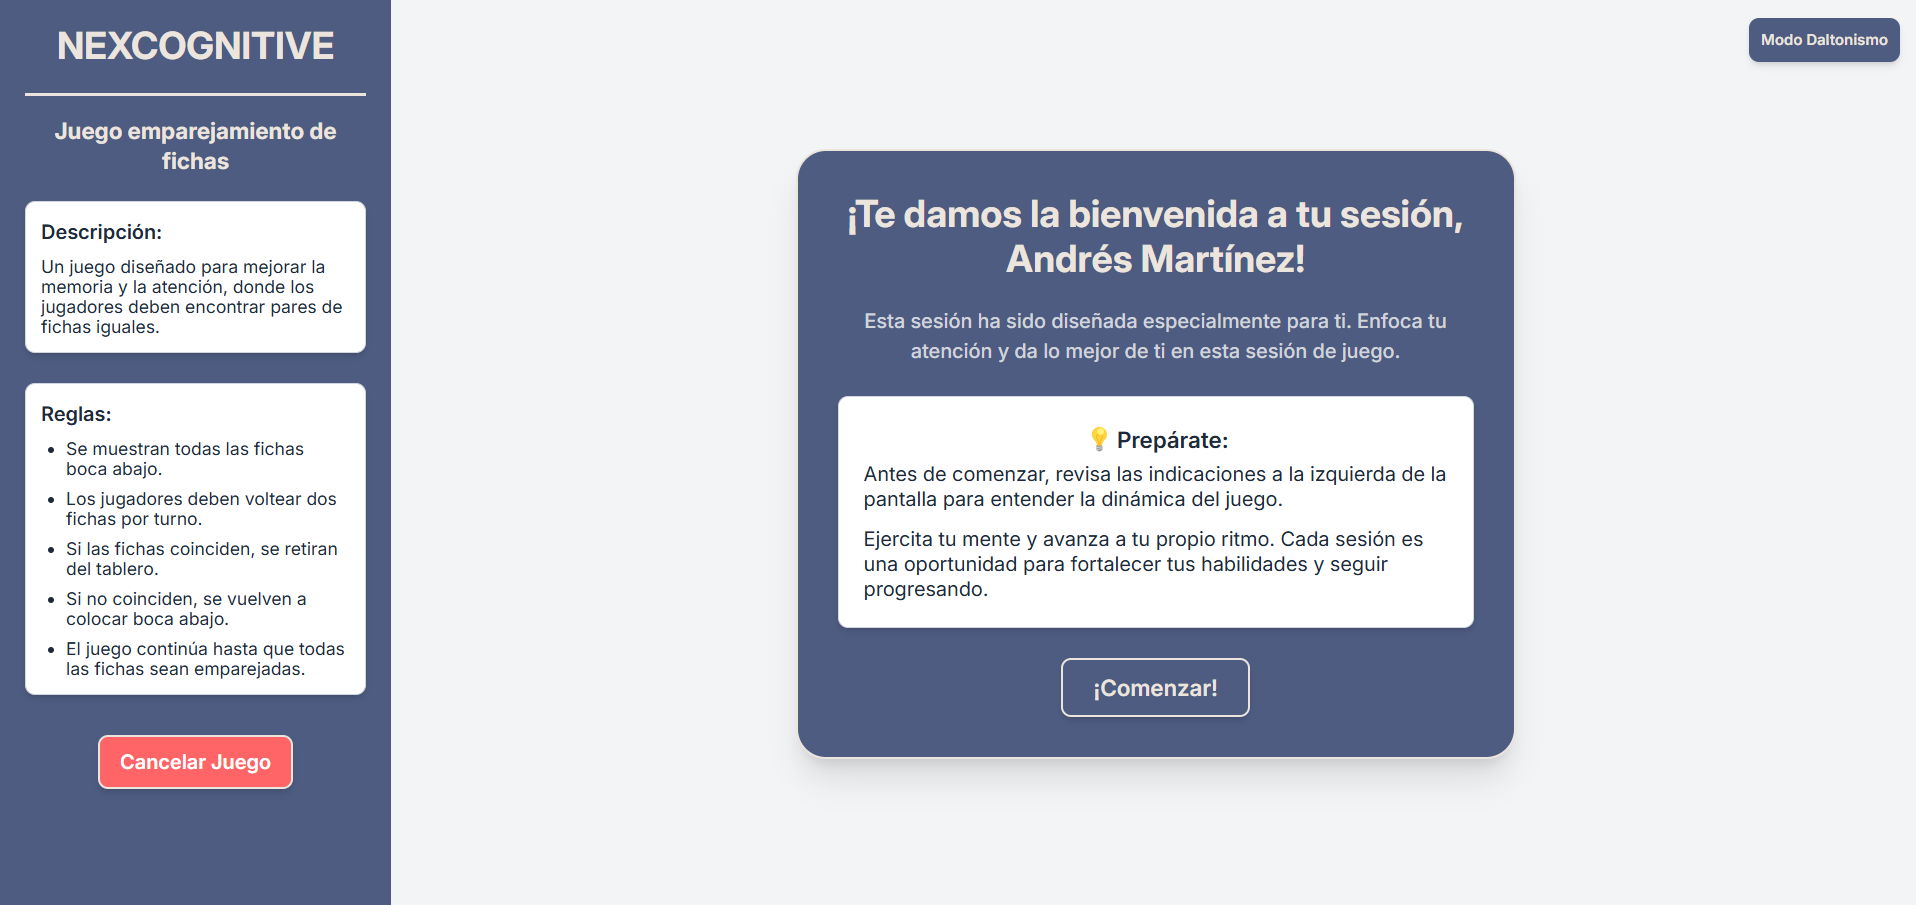 NEXCOGNITIVE
Juego emparejamiento de
fichas
Descripción:
Un juego diseñado para mejorar la
memoria y la atención, donde los
jugadores deben encontrar pares de
fichas iguales.
Reglas:
• Se muestran todas las fichas
boca abajo.
• Los jugadores deben voltear dos
fichas por turno.
• Si las fichas coinciden, se retiran
del tablero.
• Si no coinciden, se vuelven a
colocar boca abajo.
• El juego continúa hasta que todas
las fichas sean emparejadas.
Cancelar Juego
Modo Daltonismo
¡Te damos la bienvenida a tu sesión,
Andrés Martínez!
Esta sesión ha sido diseñada especialmente para ti. Enfoca tu
atención y da lo mejor de ti en esta sesión de juego.
💡 Prepárate:
Antes de comenzar, revisa las indicaciones a la izquierda de la
pantalla para entender la dinámica del juego.
Ejercita tu mente y avanza a tu propio ritmo. Cada sesión es
una oportunidad para fortalecer tus habilidades y seguir
progresando.
¡Comenzar!